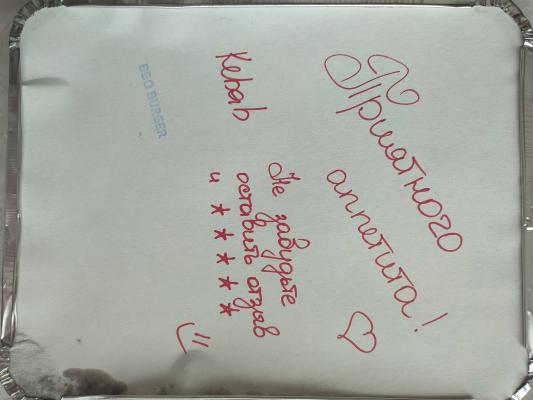 Приятного
аппетита! ♡
Не забудьте
оставить отзыв
и *****
Kebab
BBQ BURGER